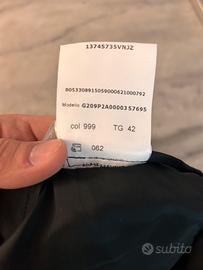 13745735VNJZ
8053308915059000621000792
Modello G209P2A0000357695
col 999 TG 42
062
subito